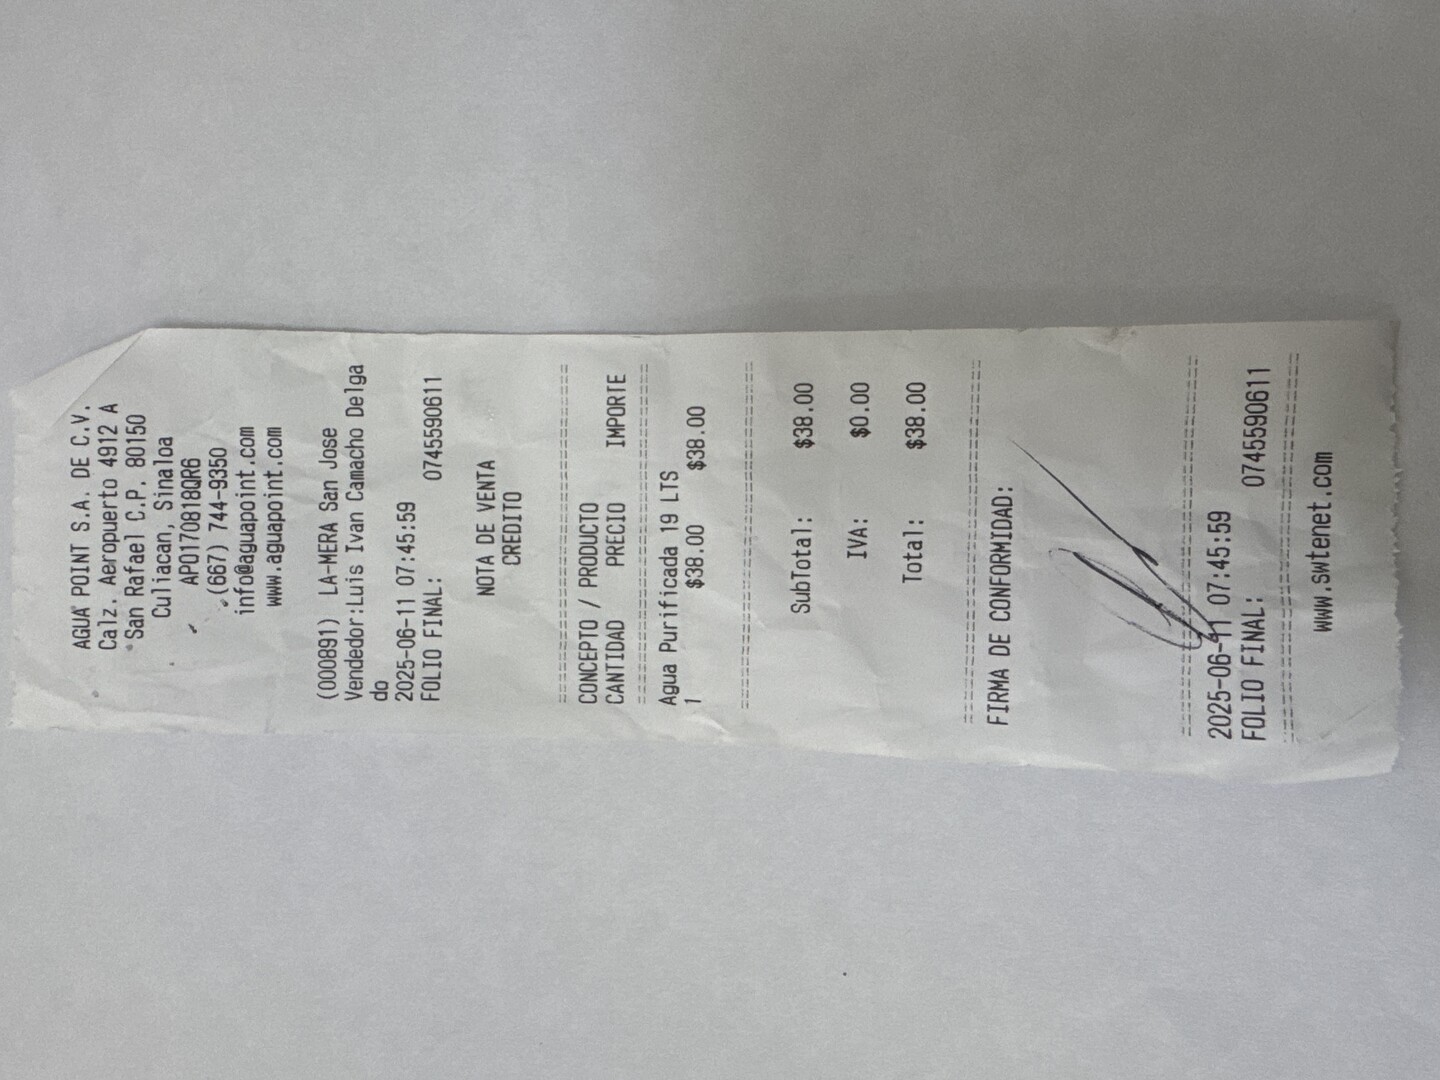 AGUA POINT S.A. DE C.V.
Calz. Aeropuerto 4912 A
San Rafael C.P. 80150
Culiacan, Sinaloa
APO170818QR6
(667) 744-9350
info@aguapoint.com
www.aguapoint.com
(000891) LA-MERA San Jose
Vendedor:Luis Ivan Camacho Delga
do
2025-06-11 07:45:59
FOLIO FINAL: 0745590611
NOTA DE VENTA
CREDITO
CONCEPTO / PRODUCTO
CANTIDAD PRECIO IMPORTE
Agua Purificada 19 LTS
1 $38.00 $38.00
SubTotal: $38.00
IVA: $0.00
Total: $38.00
FIRMA DE CONFORMIDAD:
2025-06-11 07:45:59
FOLIO FINAL: 0745590611
www.swtenet.com